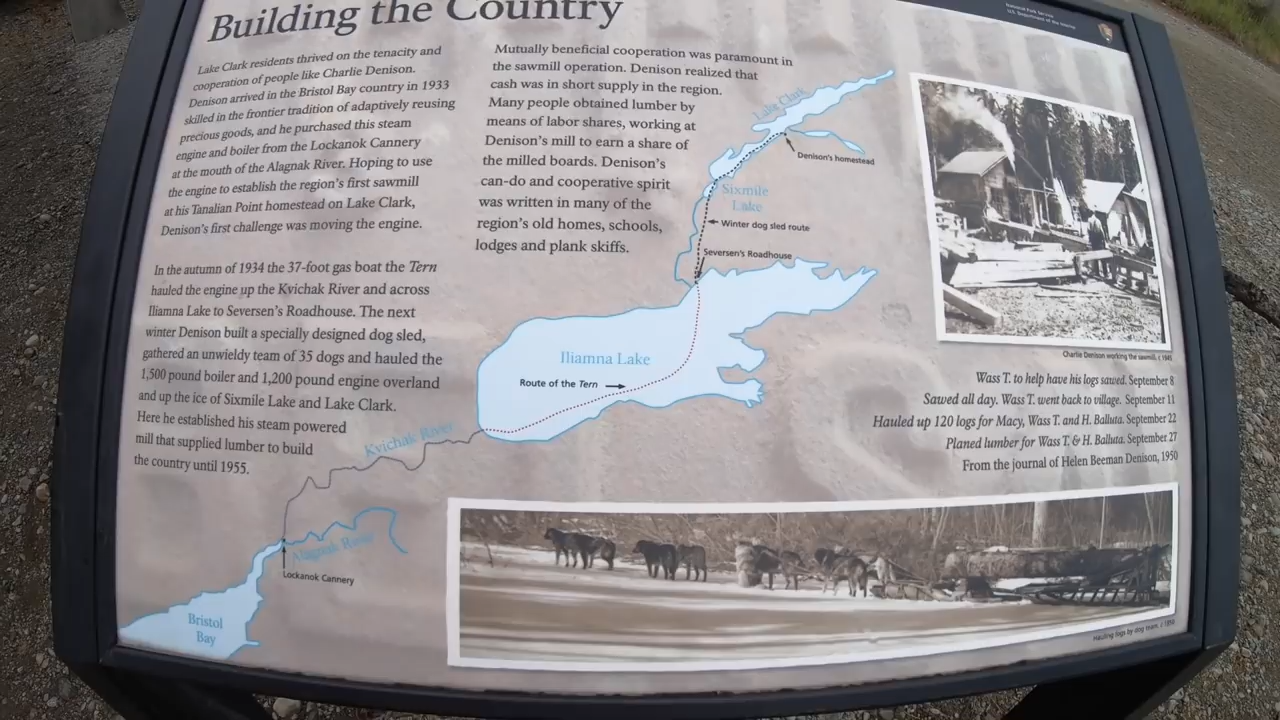 Building the Country
National Park Service
U.S. Department of the Interior
Lake Clark residents thrived on the tenacity and
cooperation of people like Charlie Denison.
Denison arrived in the Bristol Bay country in 1933
skilled in the frontier tradition of adaptively reusing
precious goods, and he purchased this steam
engine and boiler from the Lockanok Cannery
at the mouth of the Alagnak River. Hoping to use
the engine to establish the region's first sawmill
at his Tanalian Point homestead on Lake Clark,
Denison's first challenge was moving the engine.
In the autumn of 1934 the 37-foot gas boat the Tern
hauled the engine up the Kvichak River and across
Iliamna Lake to Seversen's Roadhouse. The next
winter Denison built a specially designed dog sled,
gathered an unwieldy team of 35 dogs and hauled the
1,500 pound boiler and 1,200 pound engine overland
and up the ice of Sixmile Lake and Lake Clark.
Here he established his steam powered
mill that supplied lumber to build
the country until 1955.
Mutually beneficial cooperation was paramount in
the sawmill operation. Denison realized that
cash was in short supply in the region.
Many people obtained lumber by
means of labor shares, working at
Denison's mill to earn a share of
the milled boards. Denison's
can-do and cooperative spirit
was written in many of the
region's old homes, schools,
lodges and plank skiffs.
Lake Clark
Denison's homestead
Sixmile
Lake
Winter dog sled route
Seversen's Roadhouse
Iliamna Lake
Route of the Tern
Kvichak River
Alagnak River
Lockanok Cannery
Bristol
Bay
Charlie Denison working the sawmill, c 1945
Wass T. to help have his logs sawed. September 8
Sawed all day. Wass T. went back to village. September 11
Hauled up 120 logs for Macy, Wass T. and H. Balluta. September 22
Planed lumber for Wass T. & H. Balluta. September 27
From the journal of Helen Beeman Denison, 1950
Hauling logs by dog team, c 1950